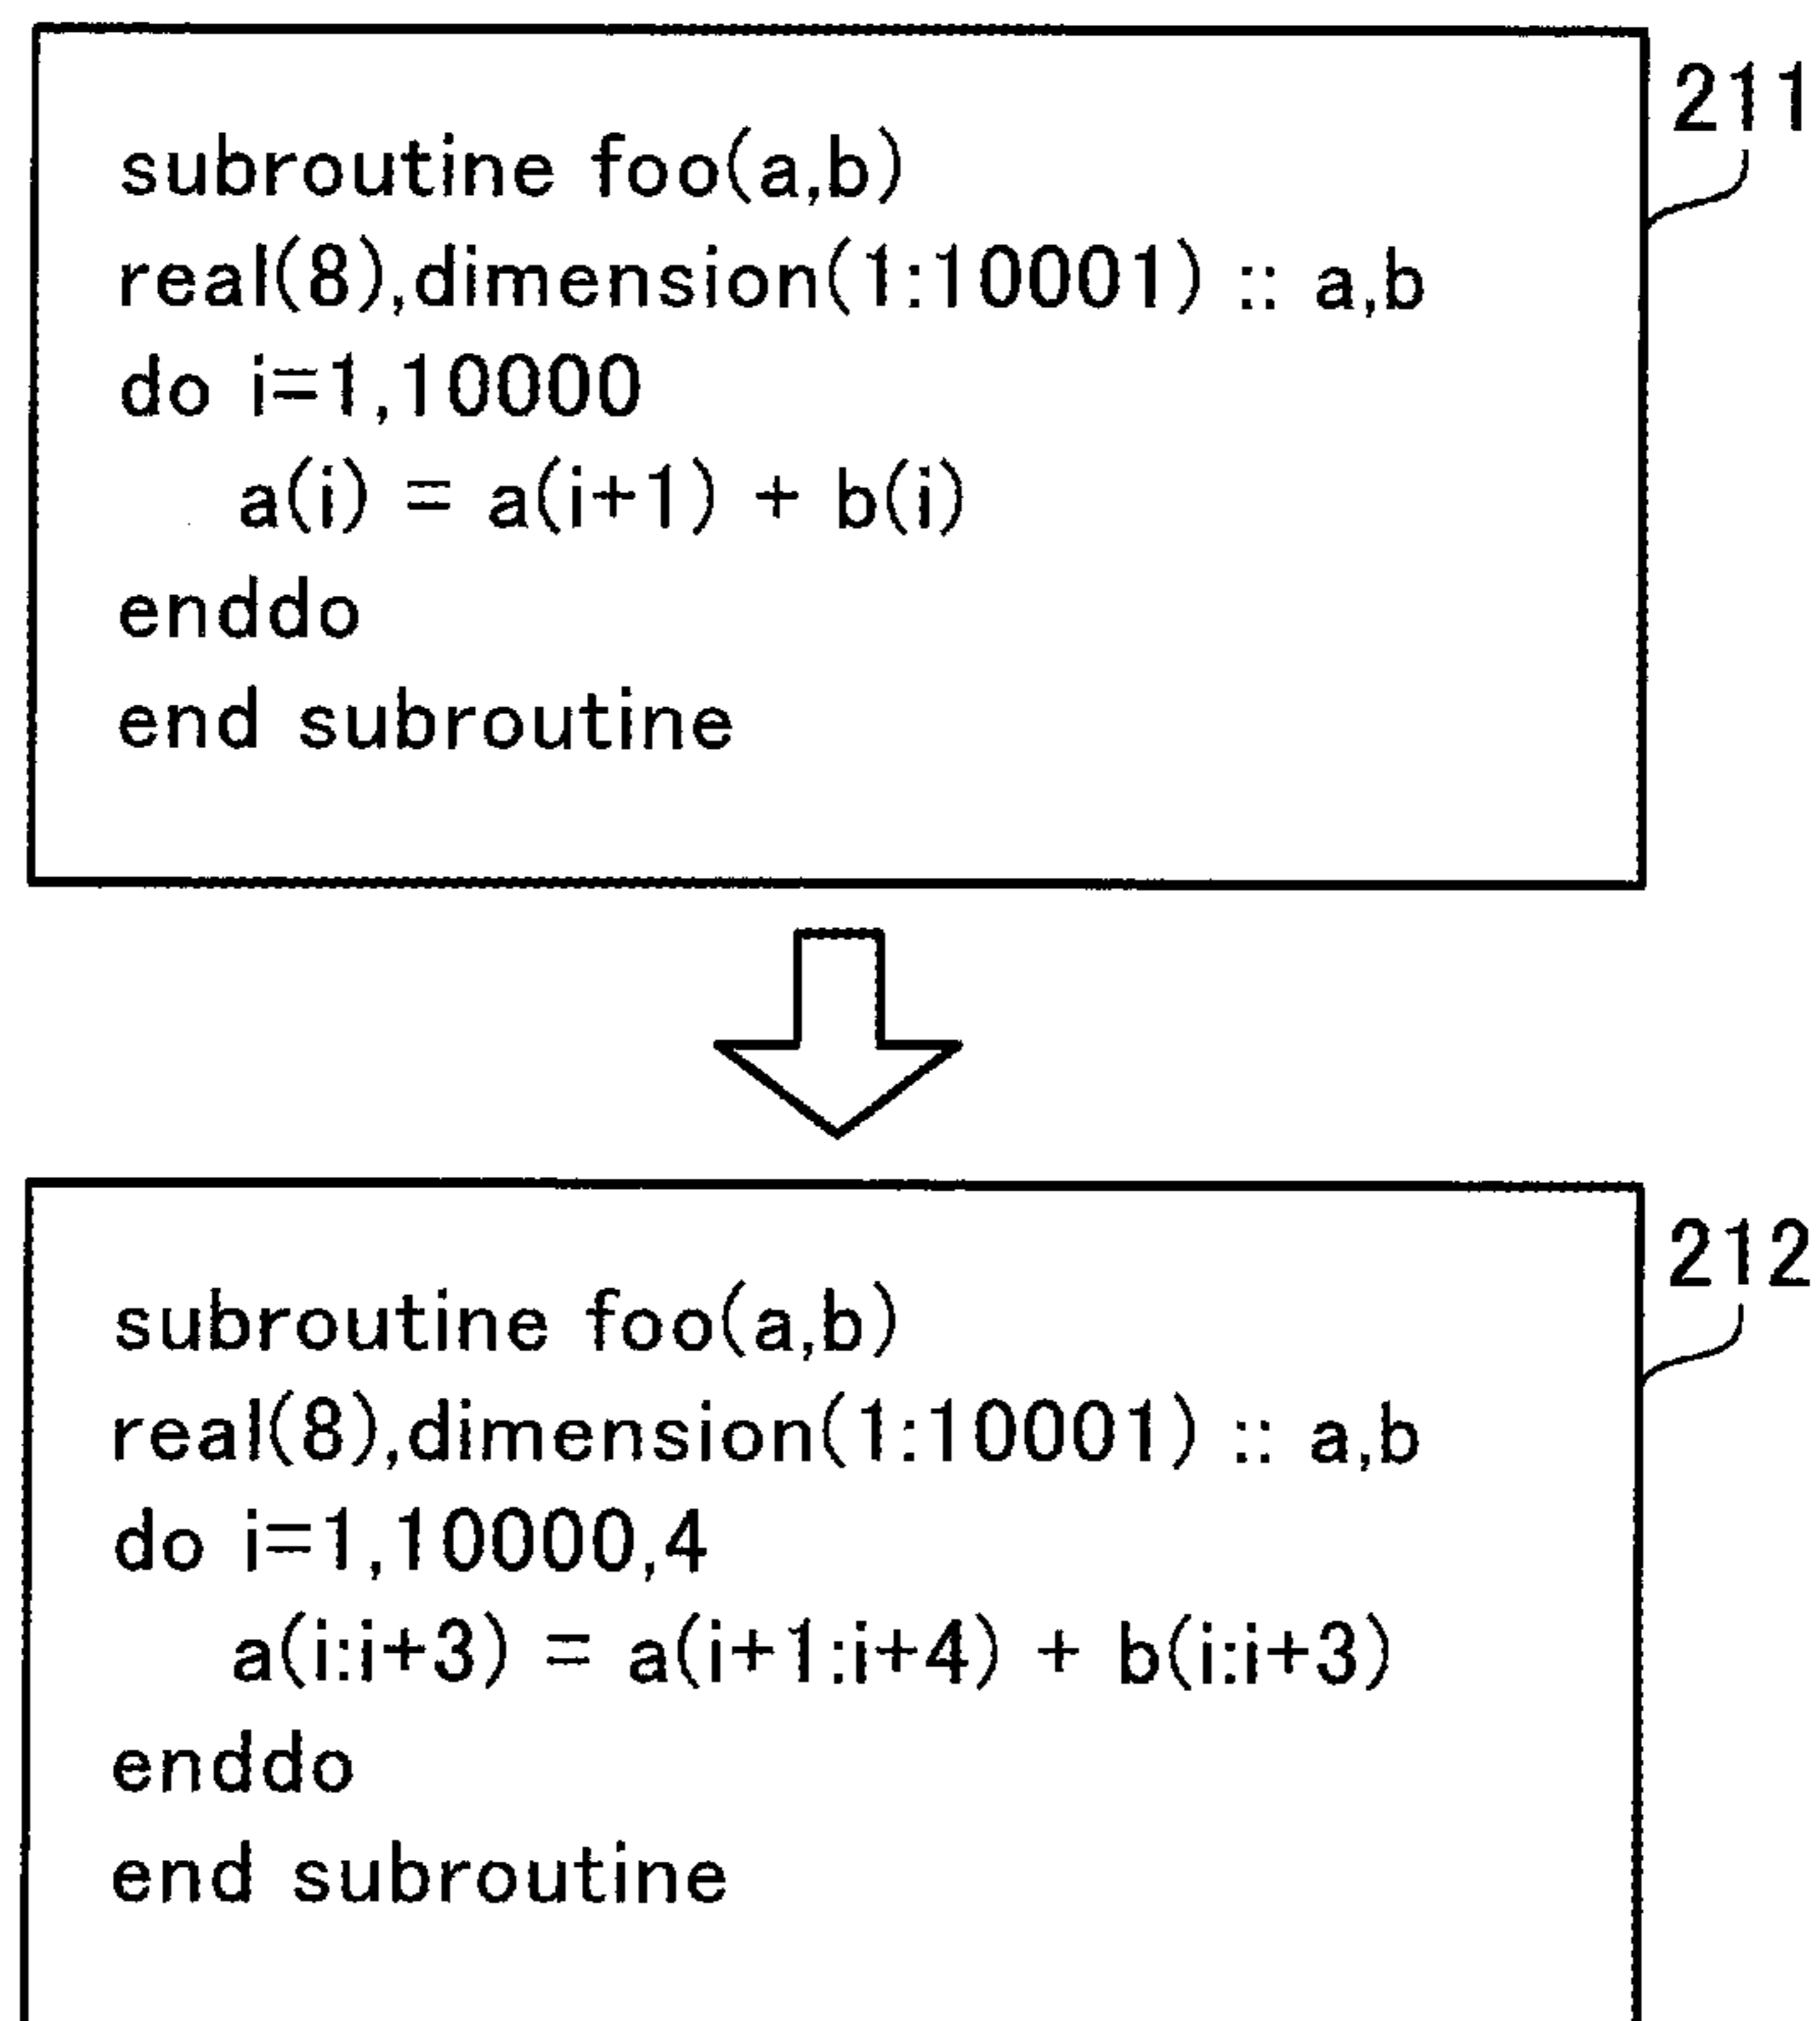 211
subroutine foo(a,b)
real(8),dimension(1:10001) :: a,b
do i=1,10000
a(i) = a(i+1) + b(i)
enddo
end subroutine
212
subroutine foo(a,b)
real(8),dimension(1:10001) :: a,b
do i=1,10000,4
a(i:i+3) = a(i+1:i+4) + b(i:i+3)
enddo
end subroutine